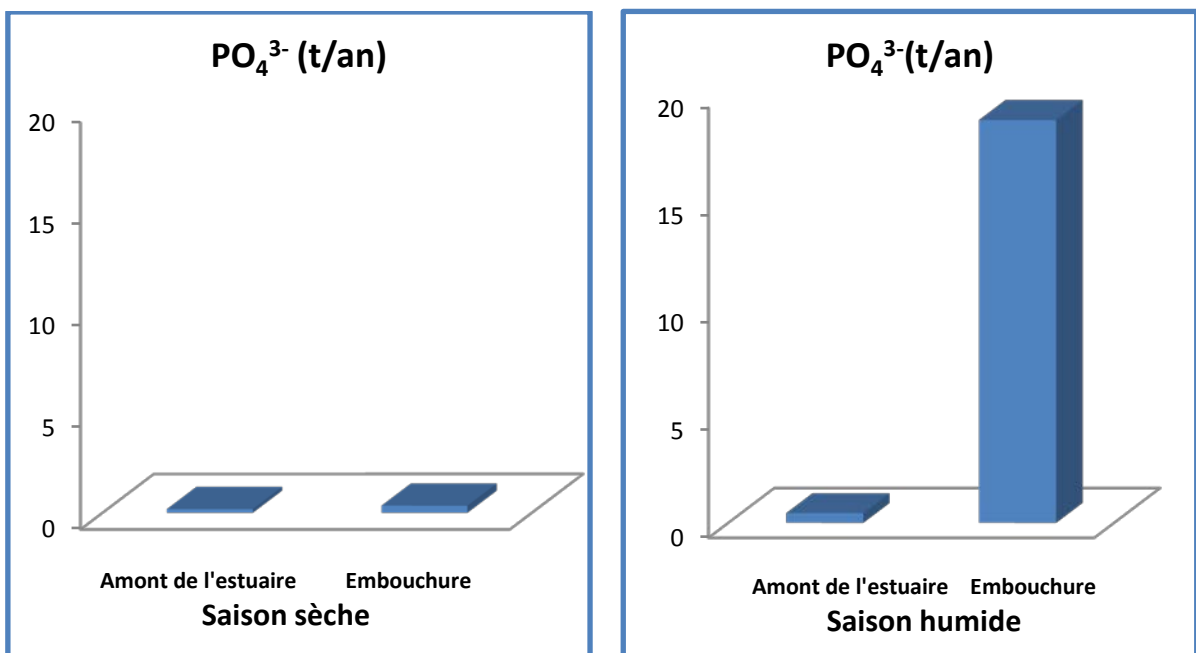 PO₄³⁻ (t/an)
20
15
10
5
0
Amont de l'estuaire Embouchure
Saison sèche
PO₄³⁻(t/an)
20
15
10
5
0
Amont de l'estuaire Embouchure
Saison humide